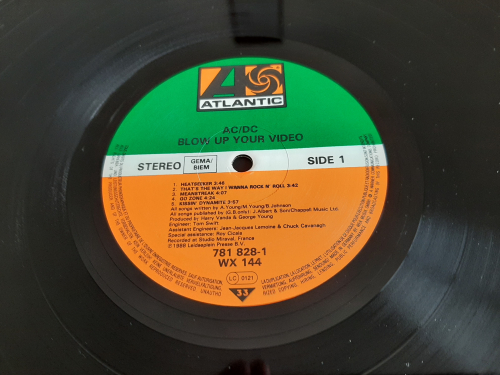 ATLANTIC
AC/DC
BLOW UP YOUR VIDEO
STEREO
GEMA/
BIEM
SIDE 1
1. HEATSEEKER 3:46
2. THAT'S THE WAY I WANNA ROCK N' ROLL 3:42
3. MEANSTREAK 4:07
4. GO ZONE 4:24
5. KISSIN' DYNAMITE 3:57
All songs written by A.Young/M.Young/B.Johnson
All songs published by J.Albert & Son/Chappell Music Ltd.
Produced by Harry Vanda & George Young
Engineer: Tom Swift
Assistant Engineers: Jean-Jacques Lemoine & Chuck Cavanagh
Special assistance: Roy Cicala
Recorded at Studio Miraval, France
℗ 1988 Leidseplein Presse B.V.
781 828-1
WX 144
LC 0121
33